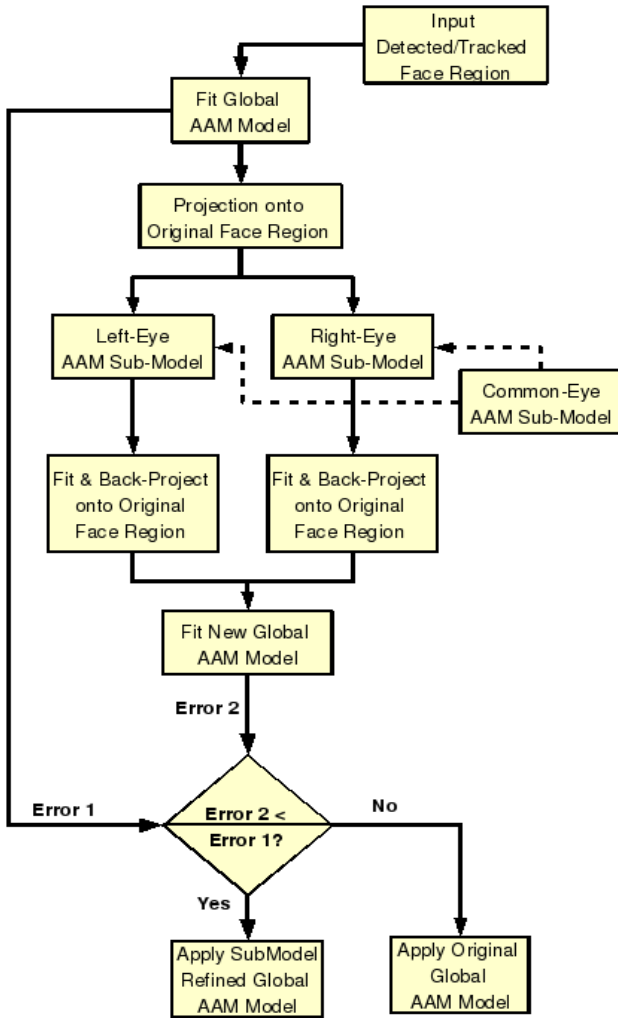 Input
Detected/Tracked
Face Region
Fit Global
AAM Model
Projection onto
Original Face Region
Left-Eye
AAM Sub-Model
Right-Eye
AAM Sub-Model
Common-Eye
AAM Sub-Model
Fit & Back-Project
onto Original
Face Region
Fit & Back-Project
onto Original
Face Region
Fit New Global
AAM Model
Error 2
Error 1
Error 2 <
Error 1?
No
Yes
Apply SubModel
Refined Global
AAM Model
Apply Original
Global
AAM Model